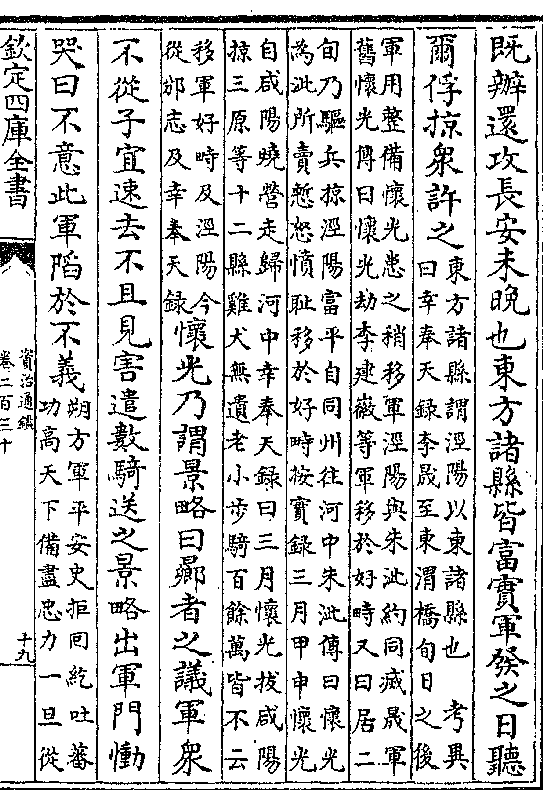 既辦還攻長安未晚也東方諸縣皆富實軍發之日聽
爾俘掠衆許之
東方諸縣謂涇陽以東諸縣也 考異
曰幸奉天錄李晟至東渭橋旬日之後
軍用整備懷光患之稍移軍涇陽與朱泚約同滅晟軍
舊懷光傳曰懷光劫李建徽等軍移於好時又曰居二
旬乃驅兵掠涇陽富平自同州往河中朱泚傳曰懷光
為泚所賣慙怒憤恥移於好時按實錄三月甲申懷光
自咸陽曉營走歸河中幸奉天錄曰三月懷光拔咸陽
掠三原等十二縣雞犬無遺老小步騎百餘萬皆不云
移軍好時及涇陽今
從邠志及幸奉天錄
懷光乃謂景略曰鄊者之議軍衆
不從子宜速去不且見害遣數騎送之景略出軍門慟
哭曰不意此軍陷於不義
朔方軍平安史拒回紇吐蕃
功高天下備盡忠力一旦從
欽定四庫全書
資治通鑑
卷二百三十
十九